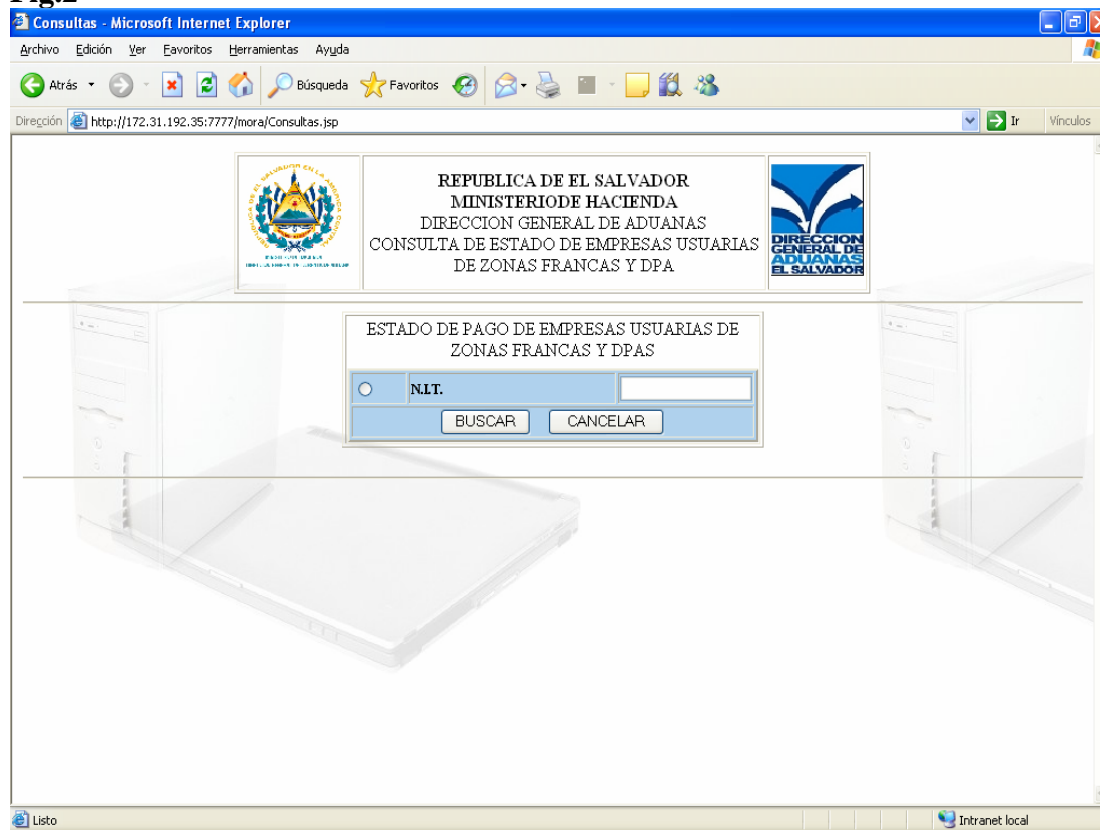 Fig.2
Consultas - Microsoft Internet Explorer
Archivo Edición Ver Favoritos Herramientas Ayuda
Atrás Búsqueda Favoritos
Dirección http://172.31.192.35:7777/mora/Consultas.jsp Ir Vínculos
REPUBLICA DE EL SALVADOR
MINISTERIODE HACIENDA
DIRECCION GENERAL DE ADUANAS
CONSULTA DE ESTADO DE EMPRESAS USUARIAS
DE ZONAS FRANCAS Y DPA
DIRECCION
GENERAL DE
ADUANAS
EL SALVADOR
ESTADO DE PAGO DE EMPRESAS USUARIAS DE
ZONAS FRANCAS Y DPAS
N.I.T.
BUSCAR CANCELAR
Listo Intranet local